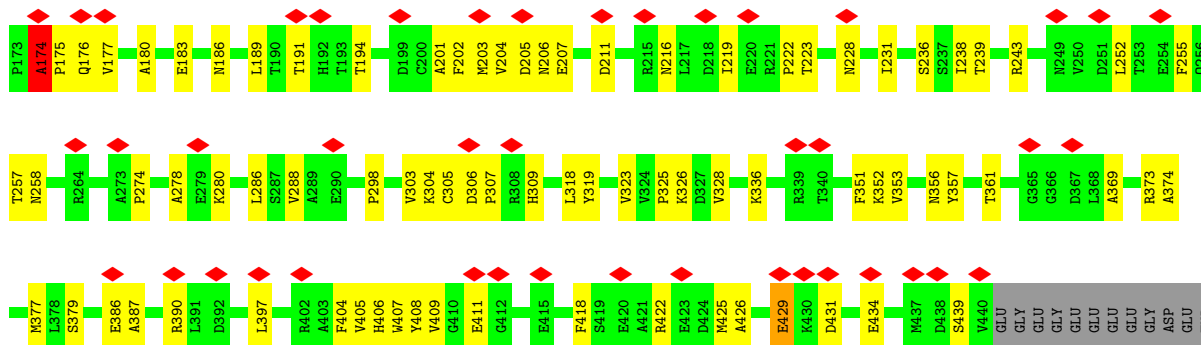 P173 A174 P175 Q176 V177 A180 E183 N186 L189 T190 T191 H192 T193 T194 D199 C200 A201 F202 M203 V204 D205 N206 E207 D211 R215 N216 L217 D218 I219 E220 R221 P222 T223 N228 I231 S236 S237 I238 T239 R243 N249 V250 D251 L252 T253 E254 F255 Q256
T257 N258 R264 A273 P274 A278 E279 K280 L286 S287 V288 A289 E290 P298 V303 K304 C305 D306 P307 R308 H309 L318 Y319 V323 V324 P325 K326 D327 V328 K336 R339 T340 F351 K352 V353 N356 Y357 T361 G365 G366 D367 L368 A369 R373 A374
M377 L378 S379 E386 A387 R390 L391 D392 L397 R402 A403 F404 V405 H406 W407 Y408 V409 G410 E411 G412 E415 F418 S419 E420 A421 R422 E423 D424 M425 A426 E429 K430 D431 E434 M437 D438 S439 V440 GLU GLY GLU GLY GLU GLU GLU GLY ASP GLU